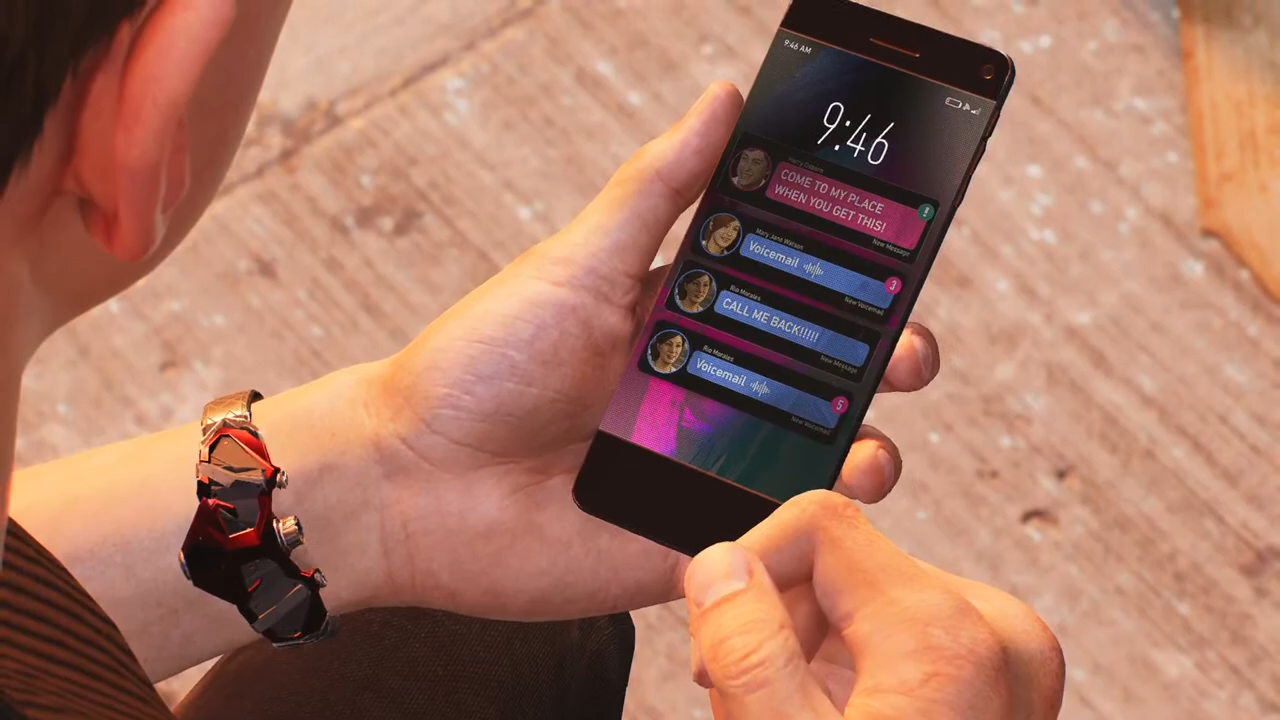 9:46 AM
9:46
Harry Osborn
COME TO MY PLACE
WHEN YOU GET THIS!
!
New Message
Mary Jane Watson
Voicemail
3
New Voicemail
Rio Morales
CALL ME BACK!!!!!
New Message
Rio Morales
Voicemail
5
New Voicemail